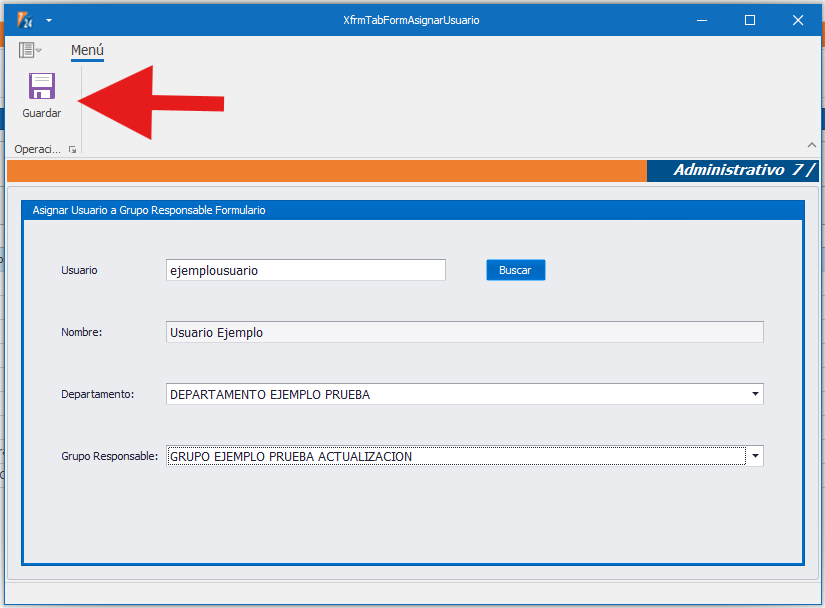 24
XfrmTabFormAsignarUsuario
Menú
Guardar
Operaci...
Administrativo 7 /
Asignar Usuario a Grupo Responsable Formulario
Usuario
ejemplousuario
Buscar
Nombre:
Usuario Ejemplo
Departamento:
DEPARTAMENTO EJEMPLO PRUEBA
Grupo Responsable:
GRUPO EJEMPLO PRUEBA ACTUALIZACION